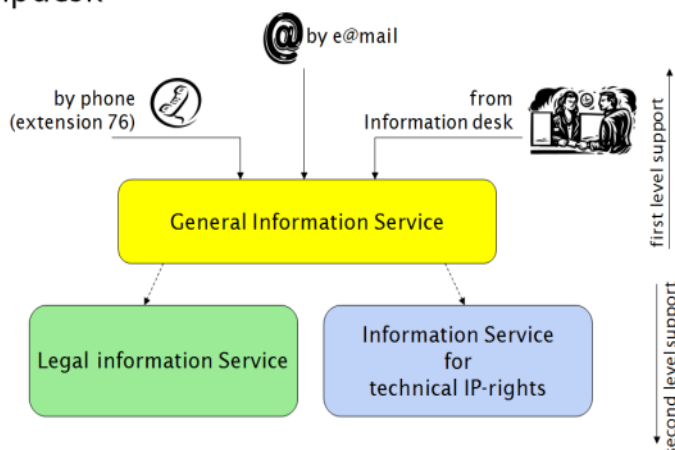 by e@mail
by phone
(extension 76)
from
Information desk
first level support
General Information Service
Legal information Service
Information Service
for
technical IP-rights
second level support